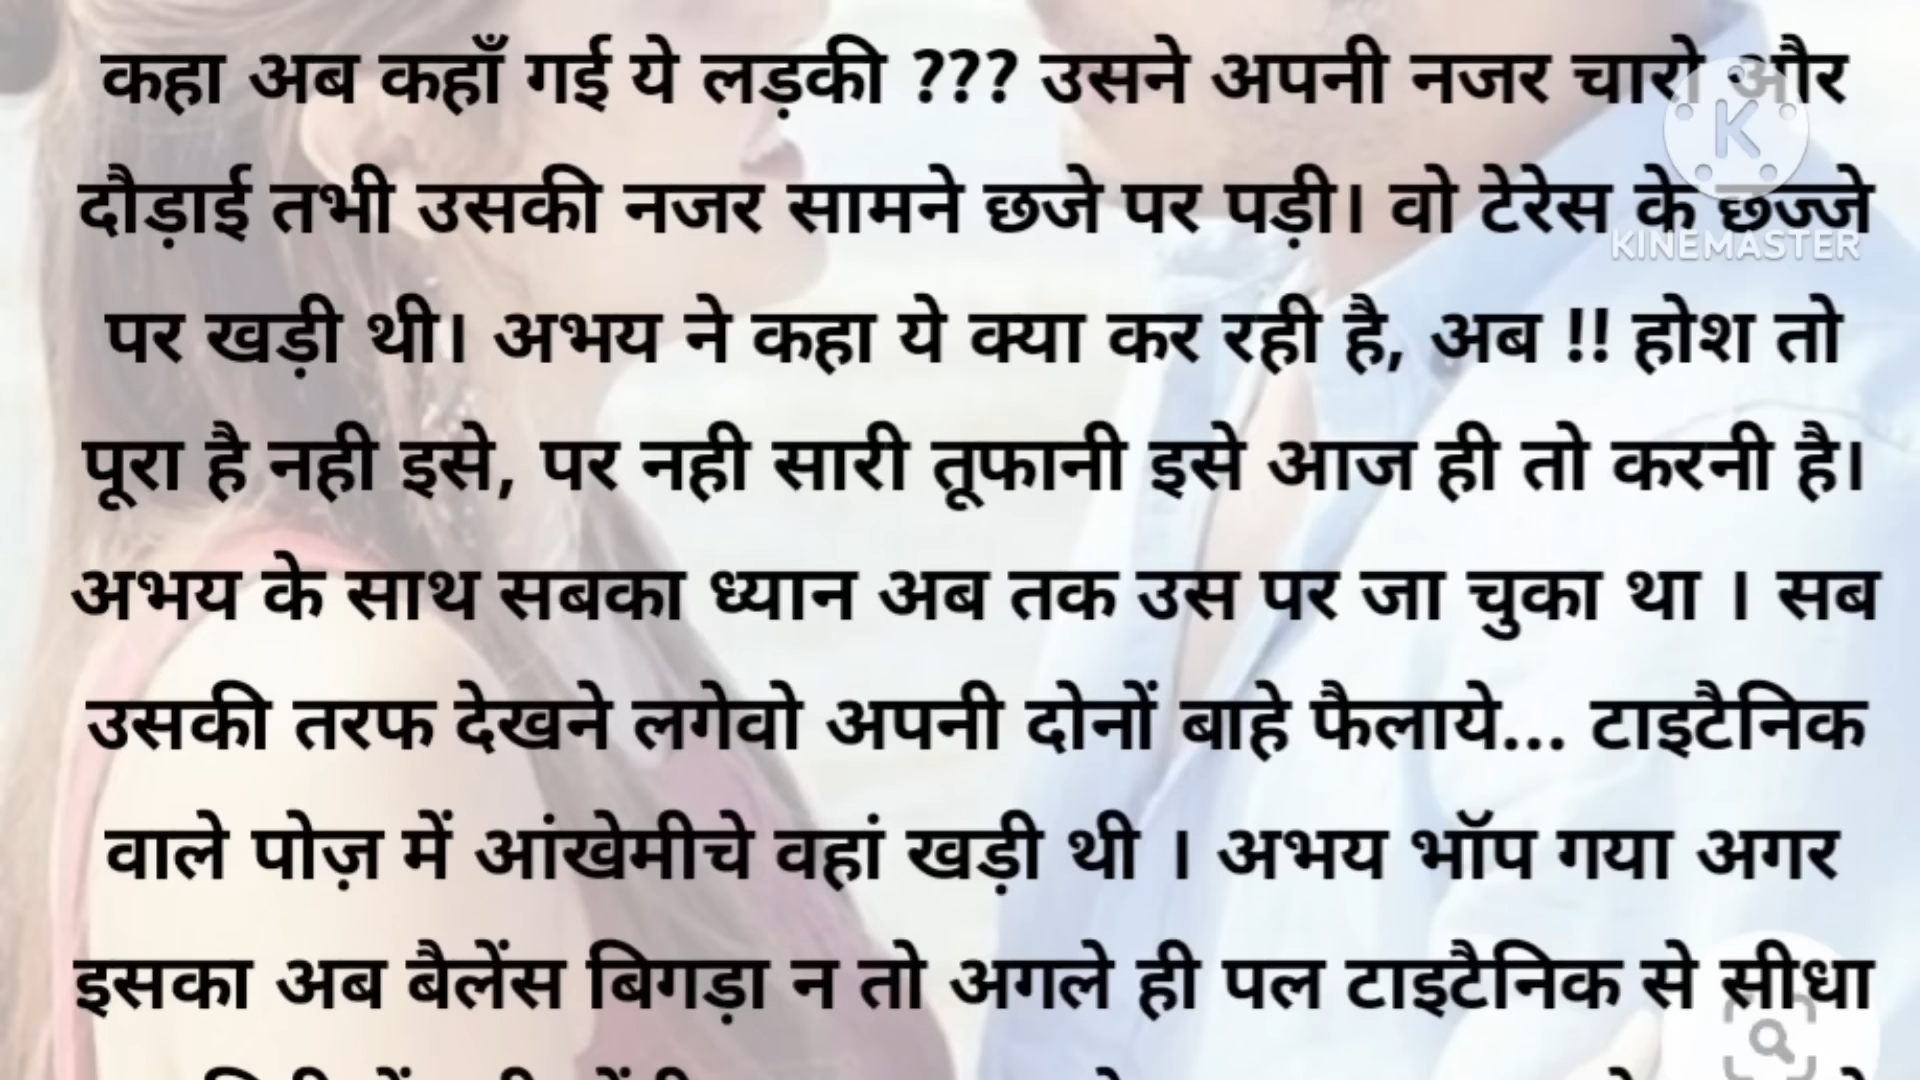 कहा अब कहाँ गई ये लड़की ??? उसने अपनी नजर चारो और
दौड़ाई तभी उसकी नजर सामने छजे पर पड़ी। वो टेरेस के छज्जे
पर खड़ी थी। अभय ने कहा ये क्या कर रही है, अब !! होश तो
पूरा है नही इसे, पर नही सारी तूफानी इसे आज ही तो करनी है।
अभय के साथ सबका ध्यान अब तक उस पर जा चुका था । सब
उसकी तरफ देखने लगेवो अपनी दोनों बाहे फैलाये... टाइटैनिक
वाले पोज़ में आंखेमीचे वहां खड़ी थी । अभय भॉप गया अगर
इसका अब बैलेंस बिगड़ा न तो अगले ही पल टाइटैनिक से सीधा
K
KINEMASTER